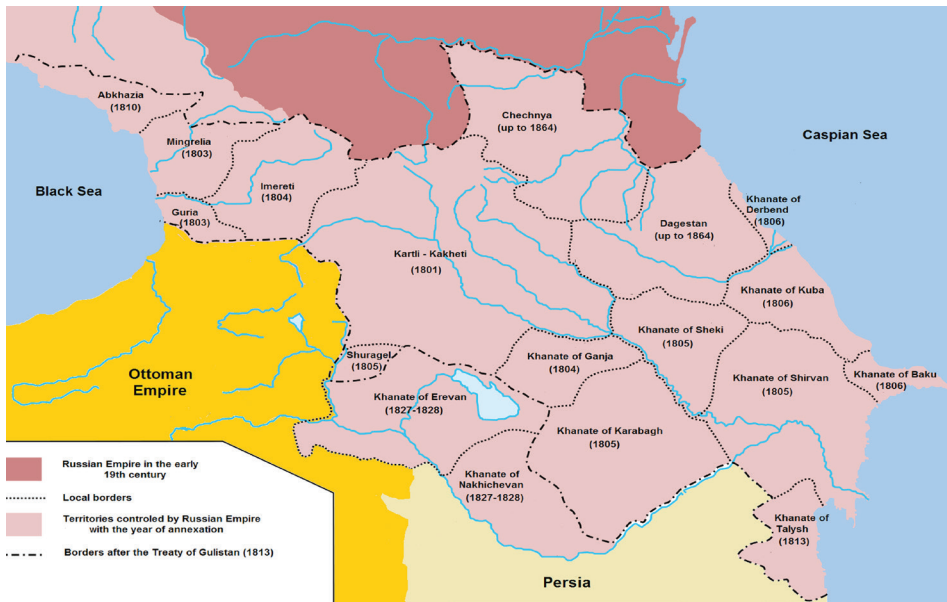 Abkhazia
(1810)
Mingrelia
(1803)
Black Sea
Guria
(1803)
Imereti
(1804)
Chechnya
(up to 1864)
Caspian Sea
Khanate of
Derbend
(1806)
Dagestan
(up to 1864)
Kartli - Kakheti
(1801)
Khanate of Kuba
(1806)
Khanate of Sheki
(1805)
Shuragel
(1805)
Khanate of Ganja
(1804)
Khanate of Shirvan
(1805)
Khanate of Baku
(1806)
Ottoman
Empire
Khanate of Erevan
(1827-1828)
Khanate of Karabagh
(1805)
Khanate of
Nakhichevan
(1827-1828)
Khanate of
Talysh
(1813)
Persia
Russian Empire in the early
19th century
Local borders
Territories controled by Russian Empire
with the year of annexation
Borders after the Treaty of Gulistan (1813)